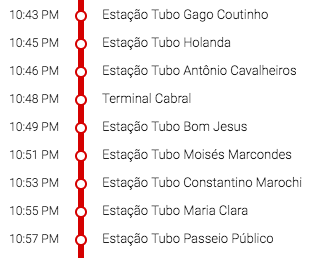 10:43 PM Estação Tubo Gago Coutinho
10:45 PM Estação Tubo Holanda
10:46 PM Estação Tubo Antônio Cavalheiros
10:48 PM Terminal Cabral
10:49 PM Estação Tubo Bom Jesus
10:51 PM Estação Tubo Moisés Marcondes
10:53 PM Estação Tubo Constantino Marochi
10:55 PM Estação Tubo Maria Clara
10:57 PM Estação Tubo Passeio Público